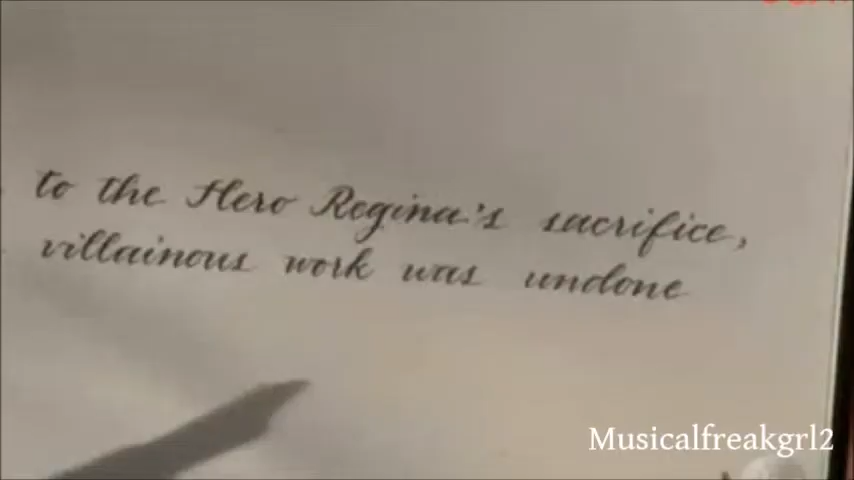 to the Hero Regina's sacrifice,
villainous work was undone
Musicalfreakgrl2